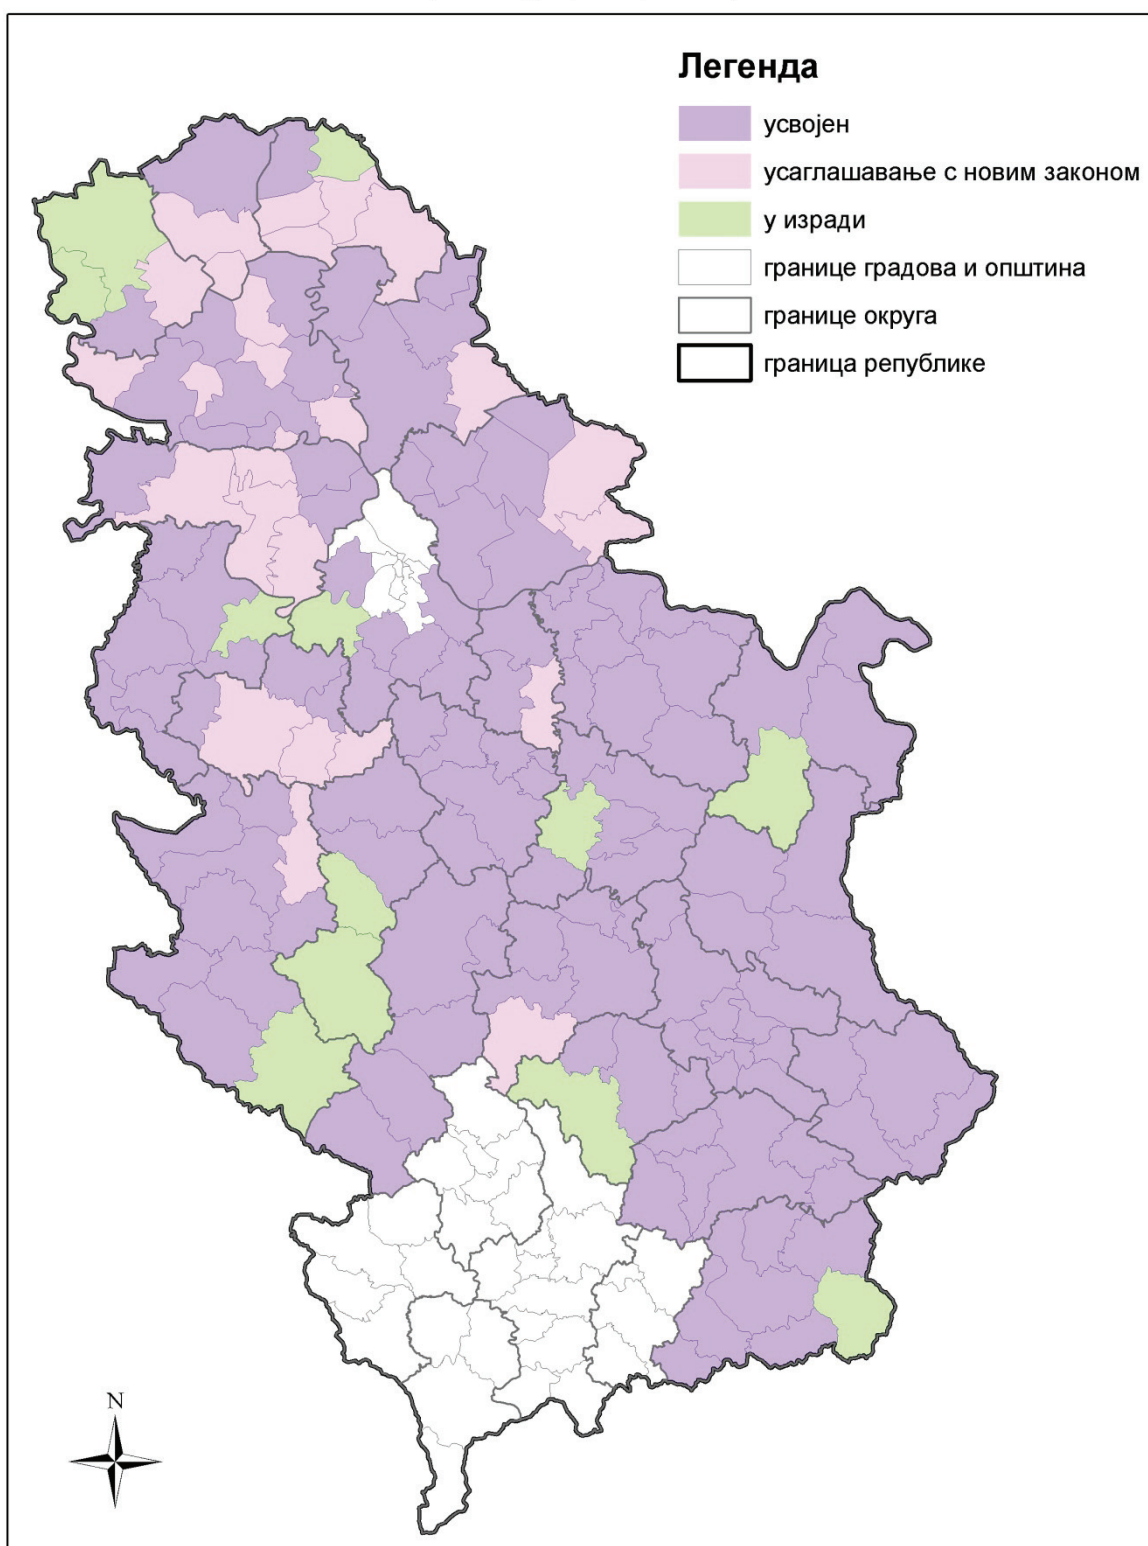 Легенда
усвојен
усаглашавање с новим законом
у изради
границе градова и општина
границе округа
граница републике
N